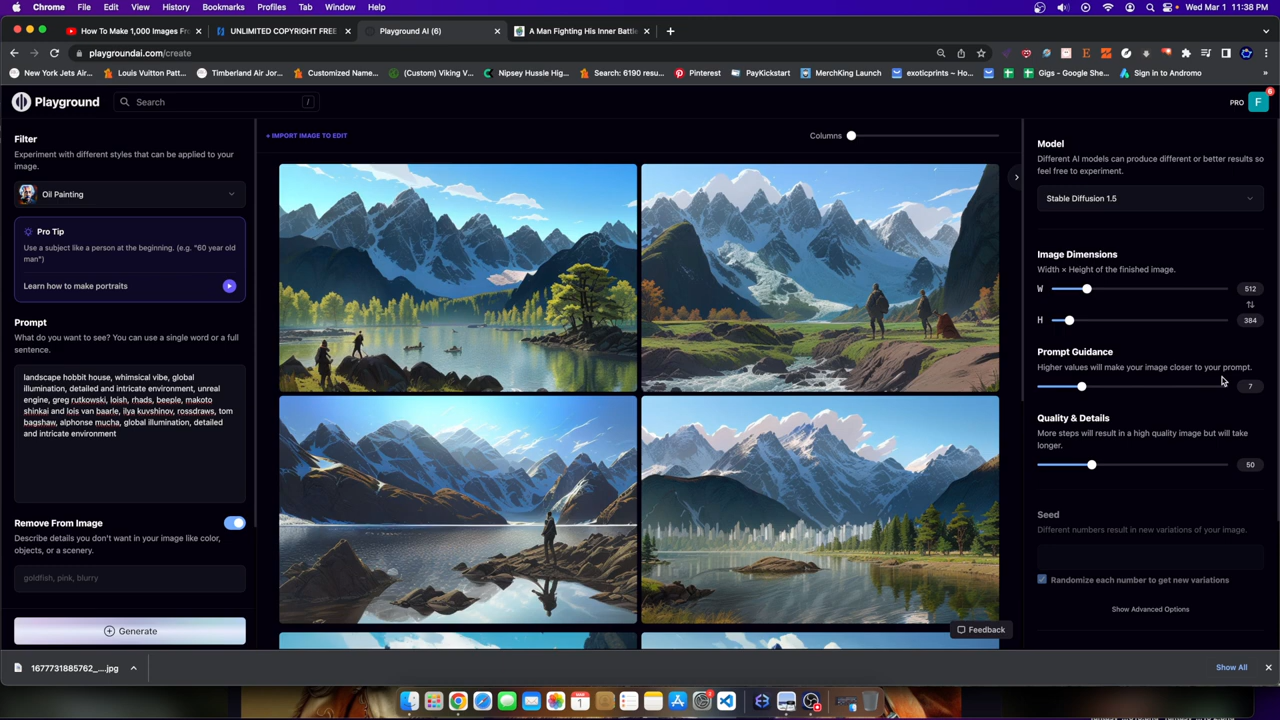 Chrome File Edit View History Bookmarks Profiles Tab Window Help
Wed Mar 1 11:38 PM
How To Make 1,000 Images Fr
UNLIMITED COPYRIGHT FREE
Playground AI (6)
A Man Fighting His Inner Battle
playgroundai.com/create
New York Jets Air...
Louis Vuitton Patt...
Timberland Air Jor...
Customized Name...
(Custom) Viking V...
Nipsey Hussle Hig...
Search: 6190 resu...
Pinterest
PayKickstart
MerchKing Launch
exoticprints – Ho...
Gigs - Google She...
Sign in to Andromo
Playground
Search
/
PRO
F
6
Filter
Experiment with different styles that can be applied to your
image.
Oil Painting
Pro Tip
Use a subject like a person at the beginning. (e.g. "60 year old
man")
Learn how to make portraits
Prompt
What do you want to see? You can use a single word or a full
sentence.
landscape hobbit house, whimsical vibe, global
illumination, detailed and intricate environment, unreal
engine, greg rutkowski, loish, rhads, beeple, makoto
shinkai and lois van baarle, ilya kuvshinov, rossdraws, tom
bagshaw, alphonse mucha, global illumination, detailed
and intricate environment
Remove From Image
Describe details you don't want in your image like color,
objects, or a scenery.
goldfish, pink, blurry
Generate
+ IMPORT IMAGE TO EDIT
Columns
Feedback
Model
Different AI models can produce different or better results so
feel free to experiment.
Stable Diffusion 1.5
Image Dimensions
Width × Height of the finished image.
W
512
H
384
Prompt Guidance
Higher values will make your image closer to your prompt.
7
Quality & Details
More steps will result in a high quality image but will take
longer.
50
Seed
Different numbers result in new variations of your image.
Randomize each number to get new variations
Show Advanced Options
1677731885762_....jpg
Show All